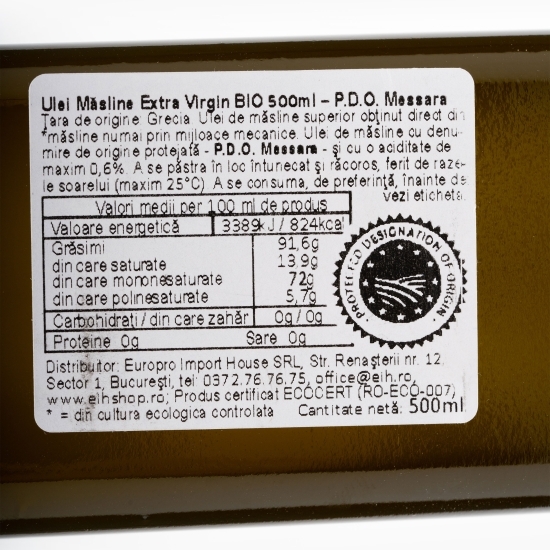 Ulei Măsline Extra Virgin BIO 500ml – P.D.O. Messara
Țara de origine: Grecia. Ulei de măsline superior obținut direct din
*măsline numai prin mijloace mecanice. Ulei de măsline cu denu-
mire de origine protejată - P.D.O. Messara - și cu o aciditate de
maxim 0,6%. A se păstra în loc întunecat și răcoros, ferit de raze-
le soarelui (maxim 25°C). A se consuma, de preferință, înainte de:
vezi eticheta.
Valori medii per 100 ml de produs
Valoare energetică 3389kJ / 824kcal
Grăsimi 91,6g
din care saturate 13,9g
din care mononesaturate 72g
din care polinesaturate 5,7g
Carbohidrați / din care zahăr 0g / 0g
Proteine 0g Sare 0g
PROTECTED DESIGNATION OF ORIGIN
Distribuitor: Europro Import House SRL, Str. Renașterii nr. 12,
Sector 1, București, tel: 0372.76.76.75, office@eih.ro,
www.eihshop.ro; Produs certificat ECOCERT (RO-ECO-007)
* = din cultura ecologica controlata Cantitate netă: 500ml